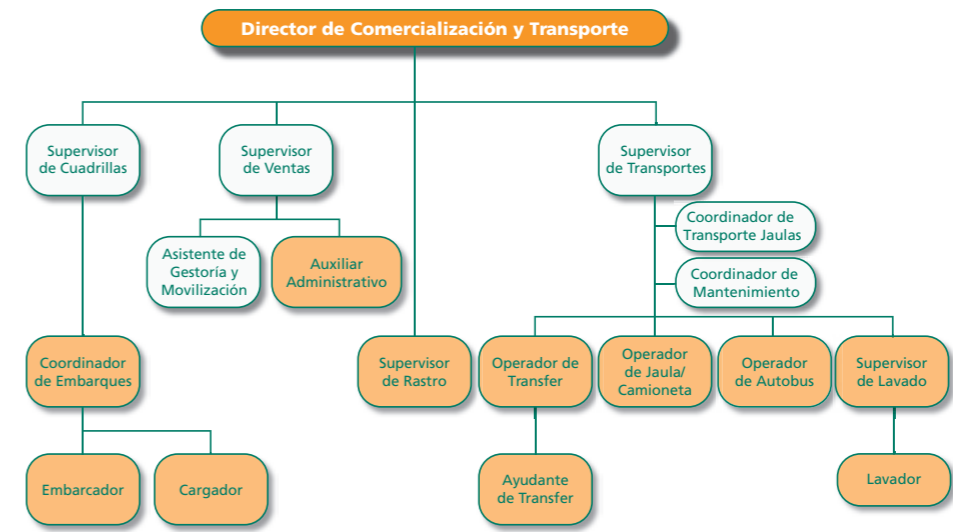 Director de Comercialización y Transporte
Supervisor
de Cuadrillas
Supervisor
de Ventas
Supervisor
de Transportes
Coordinador de
Transporte Jaulas
Asistente de
Gestoría y
Movilización
Auxiliar
Administrativo
Coordinador de
Mantenimiento
Coordinador
de Embarques
Supervisor
de Rastro
Operador de
Transfer
Operador
de Jaula/
Camioneta
Operador
de Autobus
Supervisor
de Lavado
Embarcador
Cargador
Ayudante
de Transfer
Lavador